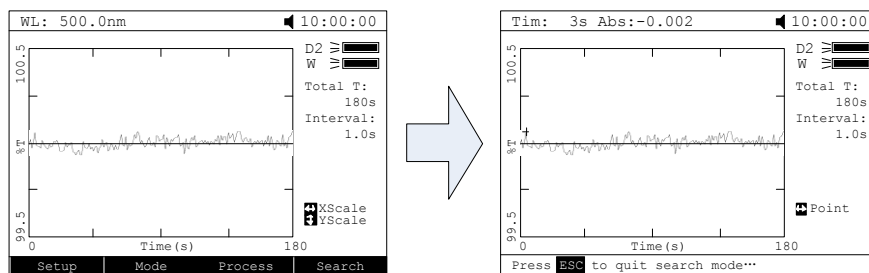 WL: 500.0nm 10:00:00
100.5
%T
99.5
D2
W
Total T:
180s
Interval:
1.0s
XScale
YScale
0 Time(s) 180
Setup Mode Process Search
Tim: 3s Abs:-0.002 10:00:00
100.5
%T
99.5
D2
W
Total T:
180s
Interval:
1.0s
Point
0 Time(s) 180
Press ESC to quit search mode…